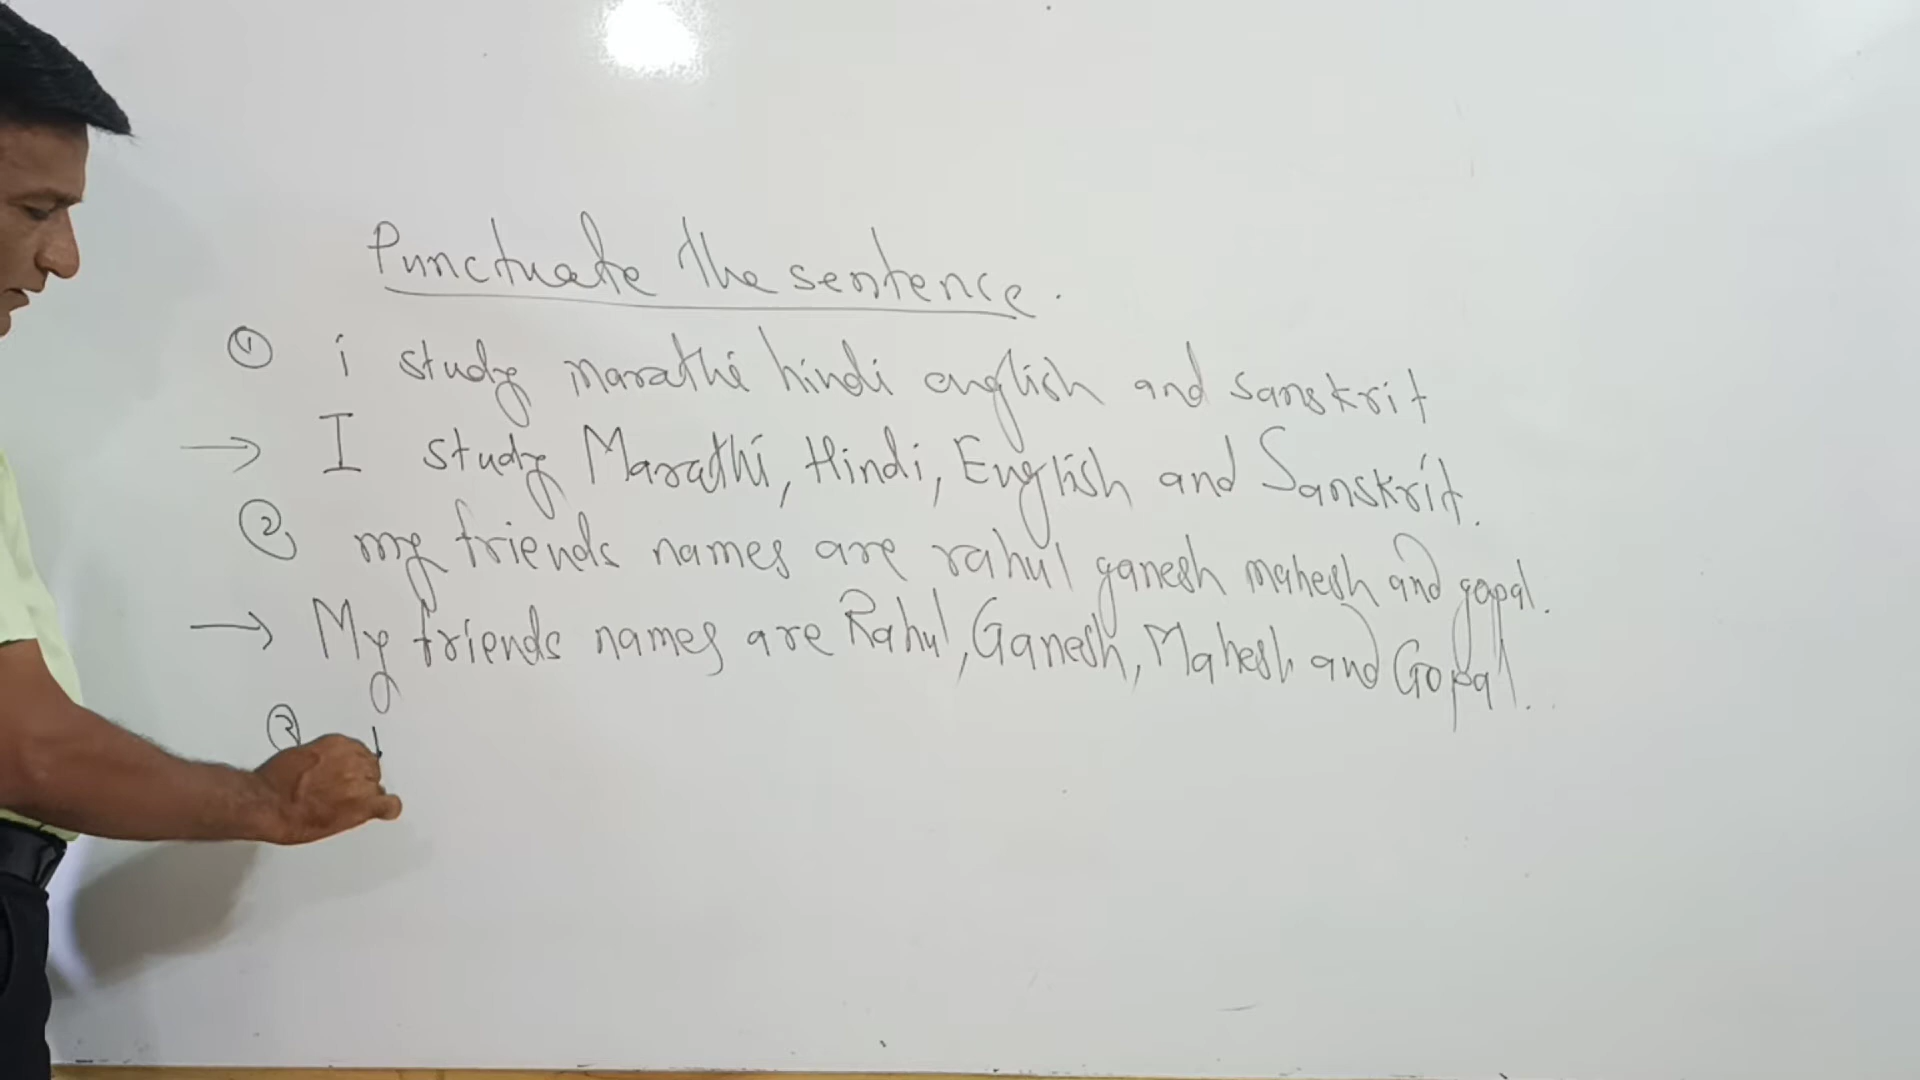 Punctuate the sentence.
① i study marathi hindi english and sanskrit
→ I study Marathi, Hindi, English and Sanskrit.
② my friends names are rahul ganesh mahesh and gopal.
→ My friends names are Rahul, Ganesh, Mahesh and Gopal.
③